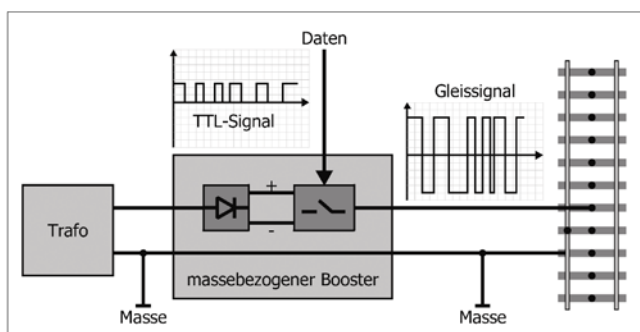 Daten
Gleissignal
TTL-Signal
+
-
Trafo
massebezogener Booster
Masse
Masse